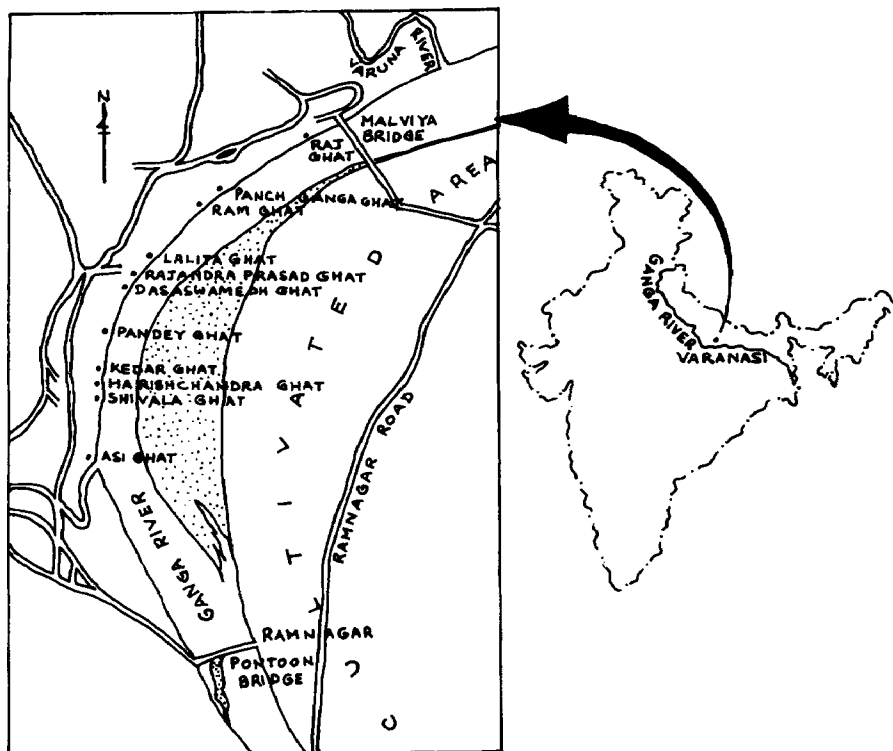 N
VARUNA
RIVER
MALVIYA
BRIDGE
RAJ
GHAT
PANCH GANGA GHAT
RAM GHAT
LALITA GHAT
RAJANDRA PRASAD GHAT
DASASWAMEDH GHAT
PANDEY GHAT
KEDAR GHAT
HARISHCHANDRA GHAT
SHIVALA GHAT
ASI GHAT
GANGA RIVER
RAMNAGAR
PONTOON
BRIDGE
CULTIVATED AREA
RAMNAGAR ROAD
GANGA RIVER
VARANASI